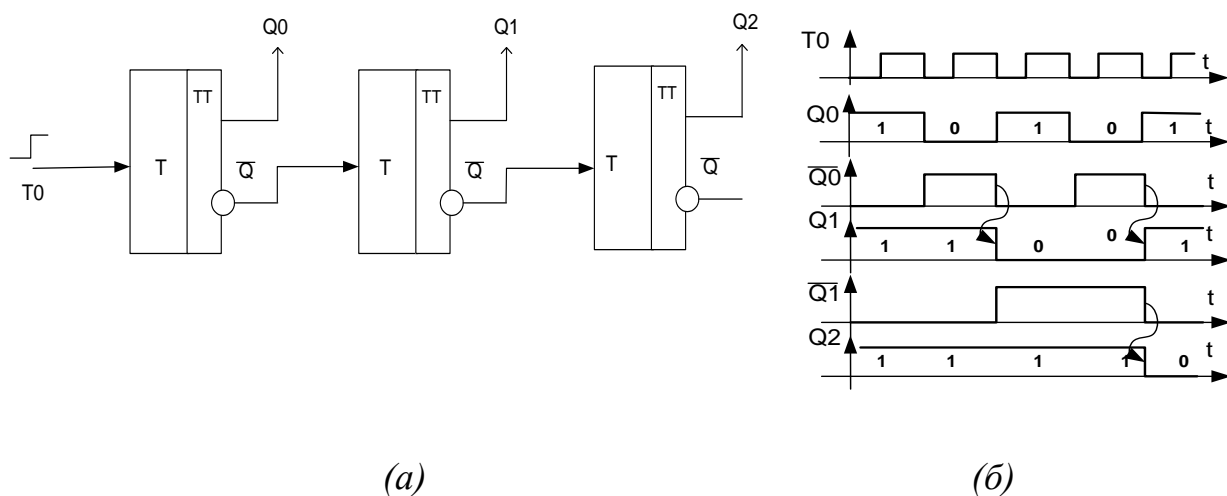 Q0
Q1
Q2
TT
TT
TT
T
T
T
Q̅
Q̅
Q̅
T0
T0
t
Q0
1 0 1 0 1
t
Q̅0̅
t
Q1
1 1 0 0 1
t
Q̅1̅
t
Q2
1 1 1 1 0
t
(а)
(б)